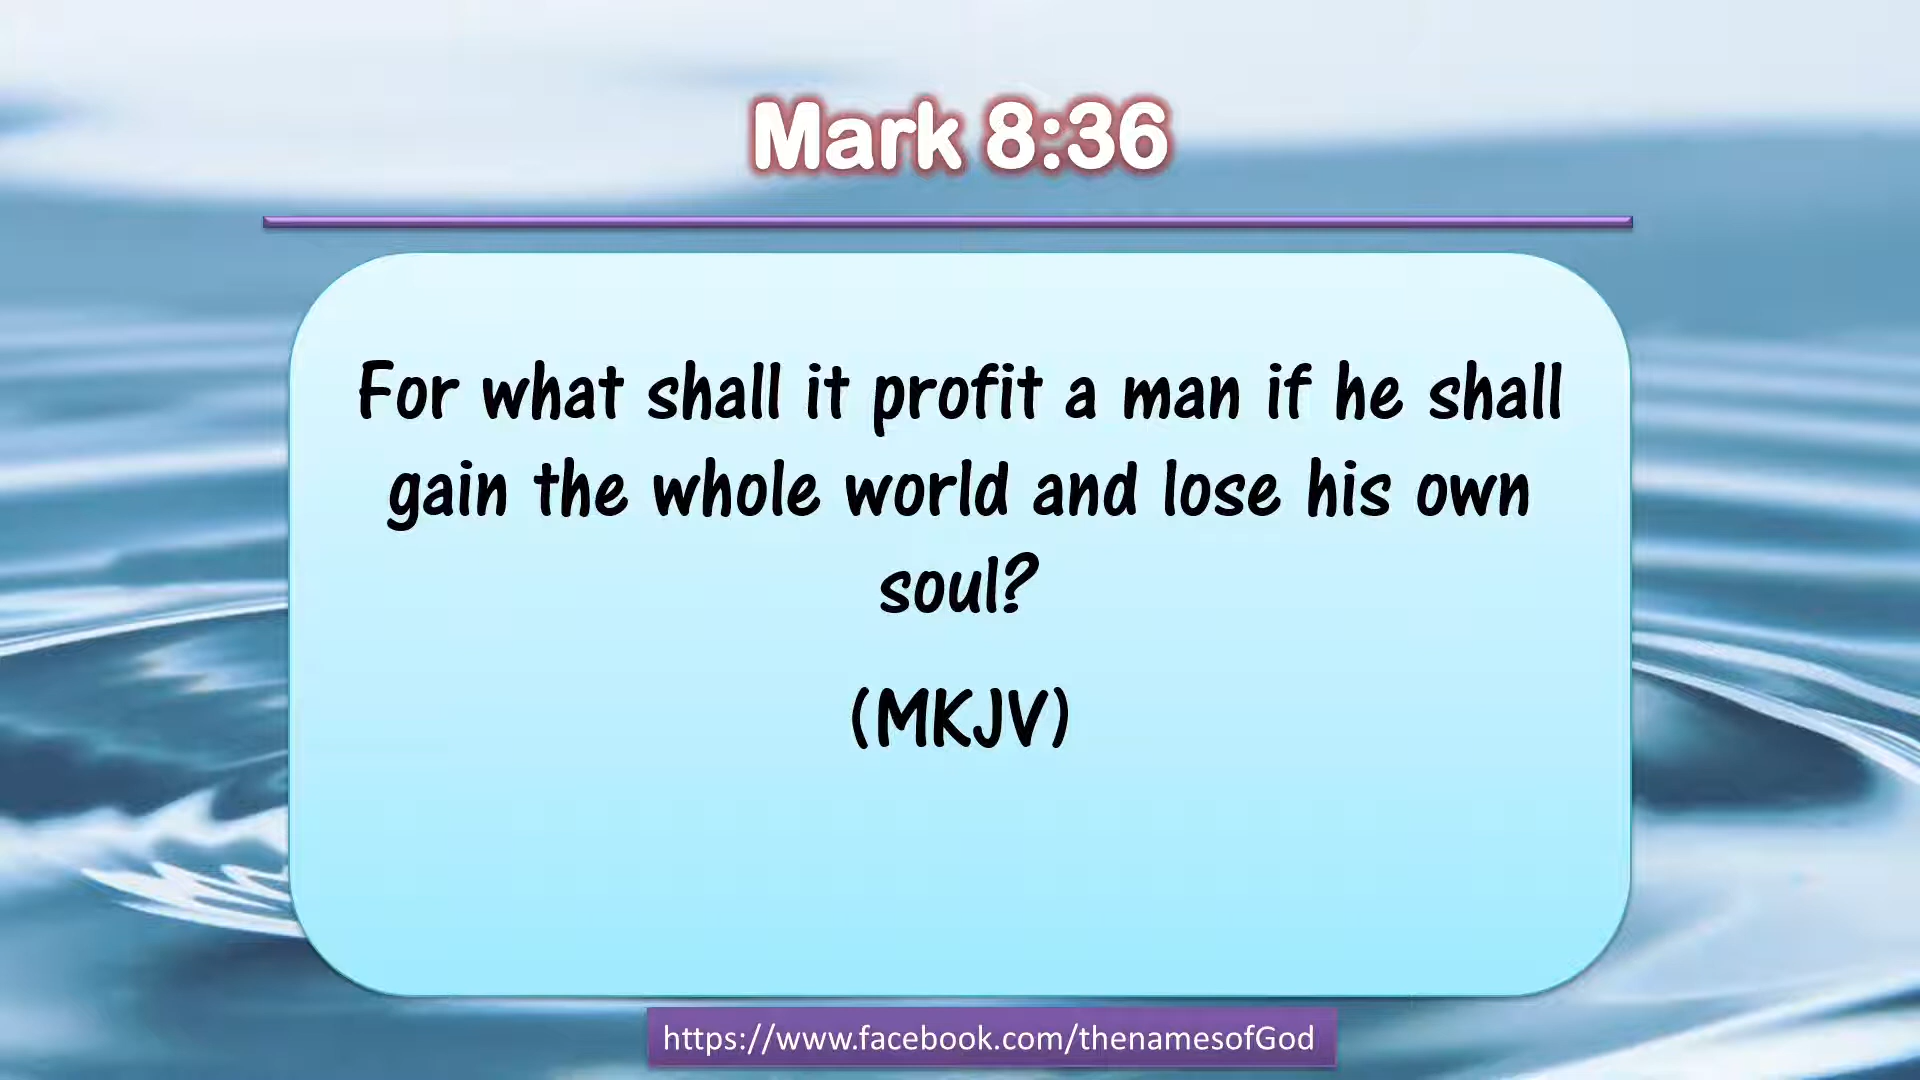 Mark 8:36
For what shall it profit a man if he shall
gain the whole world and lose his own
soul?
(MKJV)
https://www.facebook.com/thenamesofGod